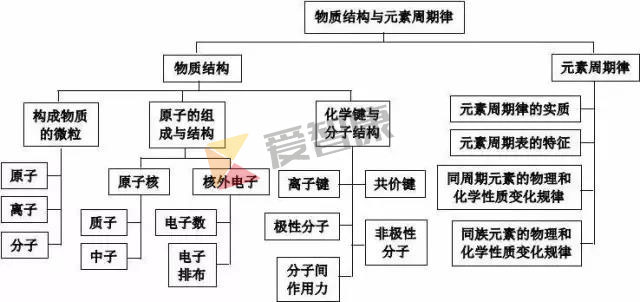 物质结构与元素周期律
物质结构
元素周期律
构成物质
的微粒
原子的组
成与结构
化学键与
分子结构
元素周期律的实质
元素周期表的特征
同周期元素的物理和
化学性质变化规律
同族元素的物理和
化学性质变化规律
原子
离子
分子
原子核
核外电子
质子
中子
电子数
电子
排布
离子键
共价键
极性分子
非极性
分子
分子间
作用力
爱智康